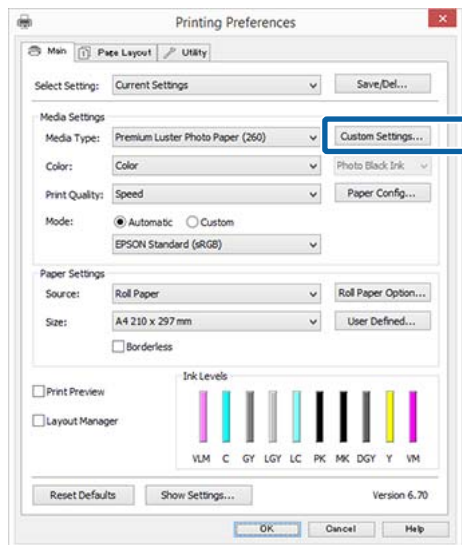 Printing Preferences
Main Page Layout Utility
Select Setting: Current Settings Save/Del...
Media Settings
Media Type: Premium Luster Photo Paper (260) Custom Settings...
Color: Color Photo Black Ink
Print Quality: Speed Paper Config...
Mode: Automatic Custom
EPSON Standard (sRGB)
Paper Settings
Source: Roll Paper Roll Paper Option...
Size: A4 210 x 297 mm User Defined...
Borderless
Ink Levels
Print Preview
Layout Manager
VLM C GY LGY LC PK MK DGY Y VM
Reset Defaults Show Settings... Version 6.70
OK Cancel Help